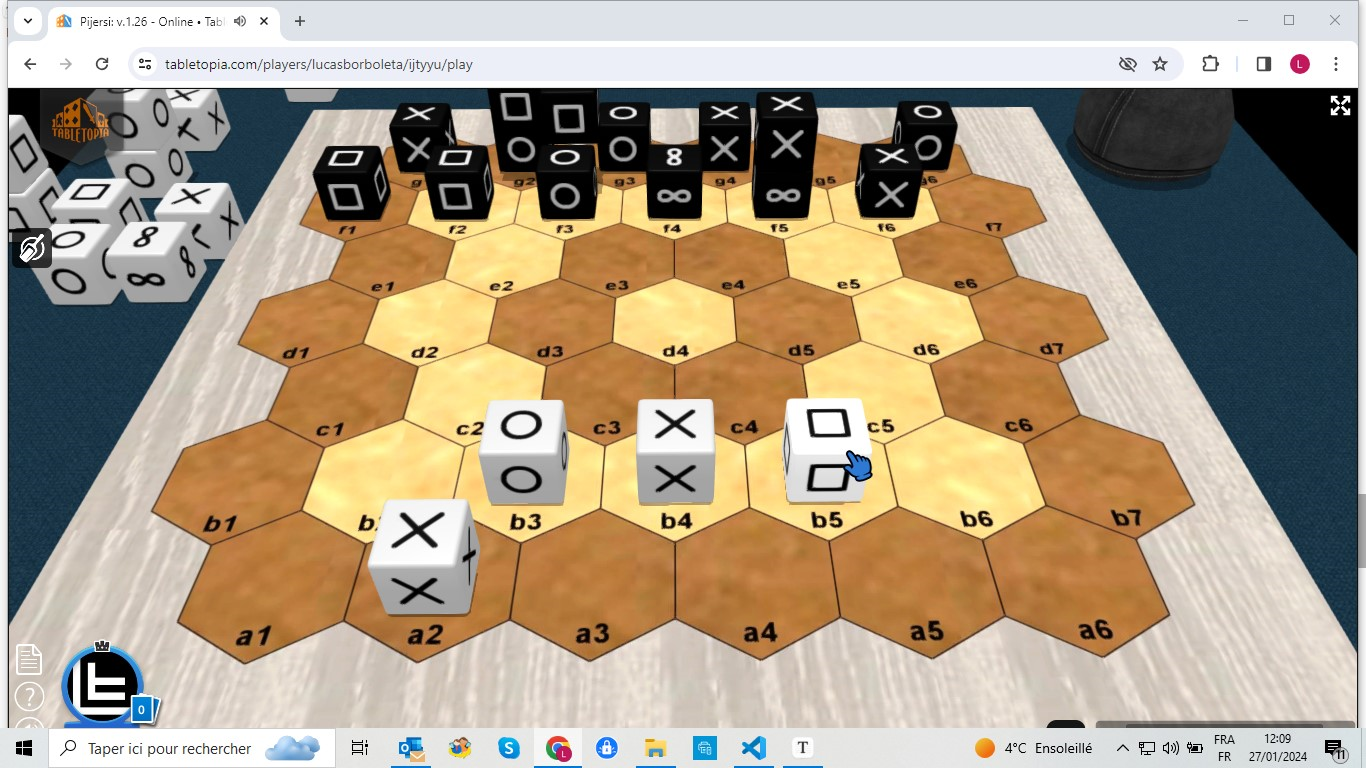 Pijersi: v.1.26 - Online • Tabl
tabletopia.com/players/lucasborboleta/ijtyyu/play
L
TABLETOPIA
8
g2 g3 g4 g5
f1 f2 f3 f4 f5 f6 f7
e1 e2 e3 e4 e5 e6
d1 d2 d3 d4 d5 d6 d7
c1 c2 c3 c4 c5 c6
b1 b3 b4 b5 b6 b7
a1 a2 a3 a4 a5 a6
?
0
Taper ici pour rechercher
4°C Ensoleillé
FRA
FR
12:09
27/01/2024
11